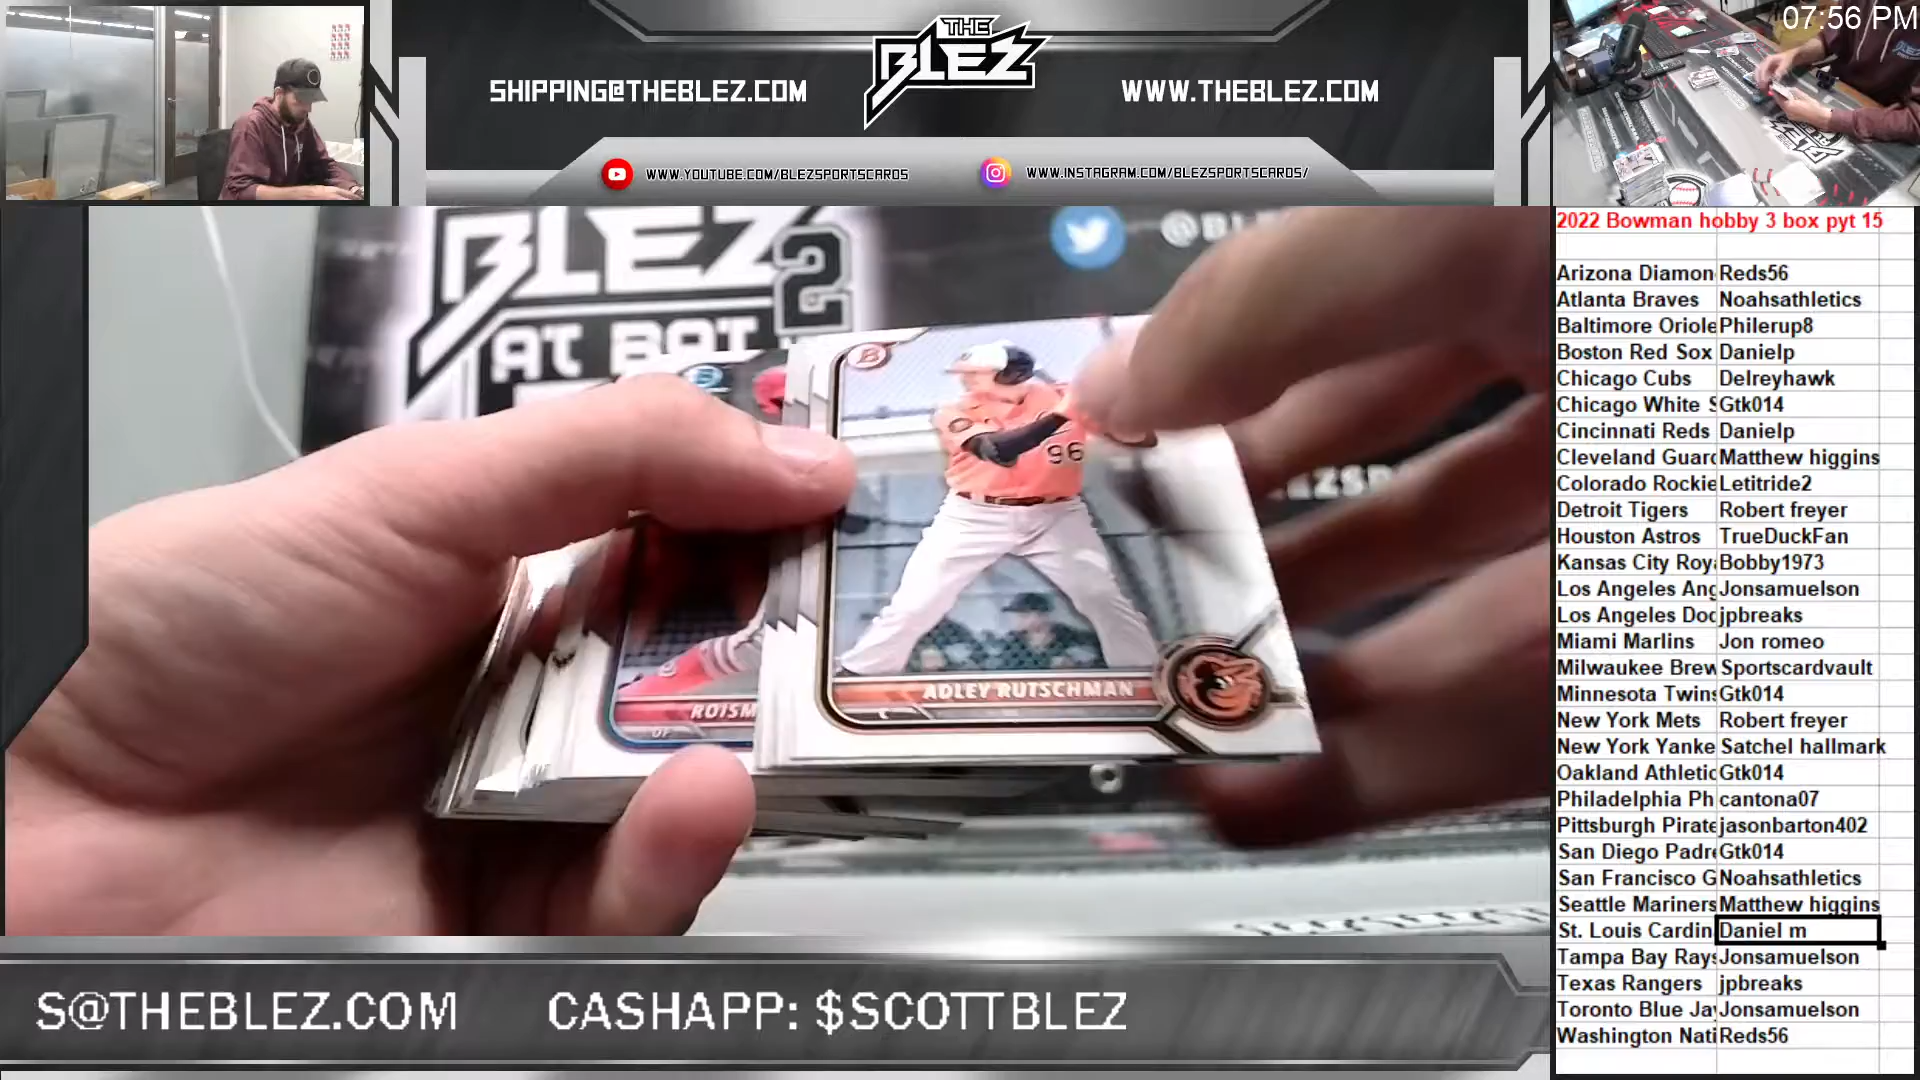 07:56 PM
THE
BLEZ
SHIPPING@THEBLEZ.COM
WWW.THEBLEZ.COM
WWW.YOUTUBE.COM/BLEZSPORTSCARDS
WWW.INSTAGRAM.COM/BLEZSPORTSCARDS/
BLEZ
2
AT BAT
@BL
EZSP
96
ADLEY RUTSCHMAN
C
ROISM
OF
2022 Bowman hobby 3 box pyt 15
Arizona Diamon Reds56
Atlanta Braves Noahsathletics
Baltimore Oriole Philerup8
Boston Red Sox Danielp
Chicago Cubs Delreyhawk
Chicago White S Gtk014
Cincinnati Reds Danielp
Cleveland Guard Matthew higgins
Colorado Rockie Letitride2
Detroit Tigers Robert freyer
Houston Astros TrueDuckFan
Kansas City Roya Bobby1973
Los Angeles Ang Jonsamuelson
Los Angeles Dod jpbreaks
Miami Marlins Jon romeo
Milwaukee Brew Sportscardvault
Minnesota Twins Gtk014
New York Mets Robert freyer
New York Yanke Satchel hallmark
Oakland Athletic Gtk014
Philadelphia Ph cantona07
Pittsburgh Pirate jasonbarton402
San Diego Padre Gtk014
San Francisco G Noahsathletics
Seattle Mariners Matthew higgins
St. Louis Cardin Daniel m
Tampa Bay Rays Jonsamuelson
Texas Rangers jpbreaks
Toronto Blue Jay Jonsamuelson
Washington Nati Reds56
S@THEBLEZ.COM
CASHAPP: $SCOTTBLEZ